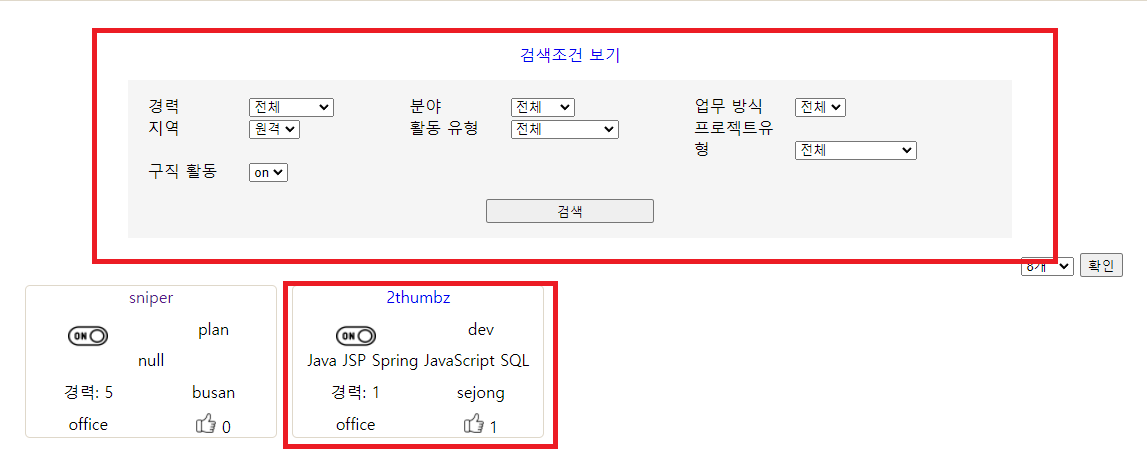 검색조건 보기
경력 전체 분야 전체 업무 방식 전체
지역 원격 활동 유형 전체 프로젝트유
형 전체
구직 활동 on
검색
8개 확인
sniper 2thumbz
ON plan ON dev
null Java JSP Spring JavaScript SQL
경력: 5 busan 경력: 1 sejong
office 0 office 1